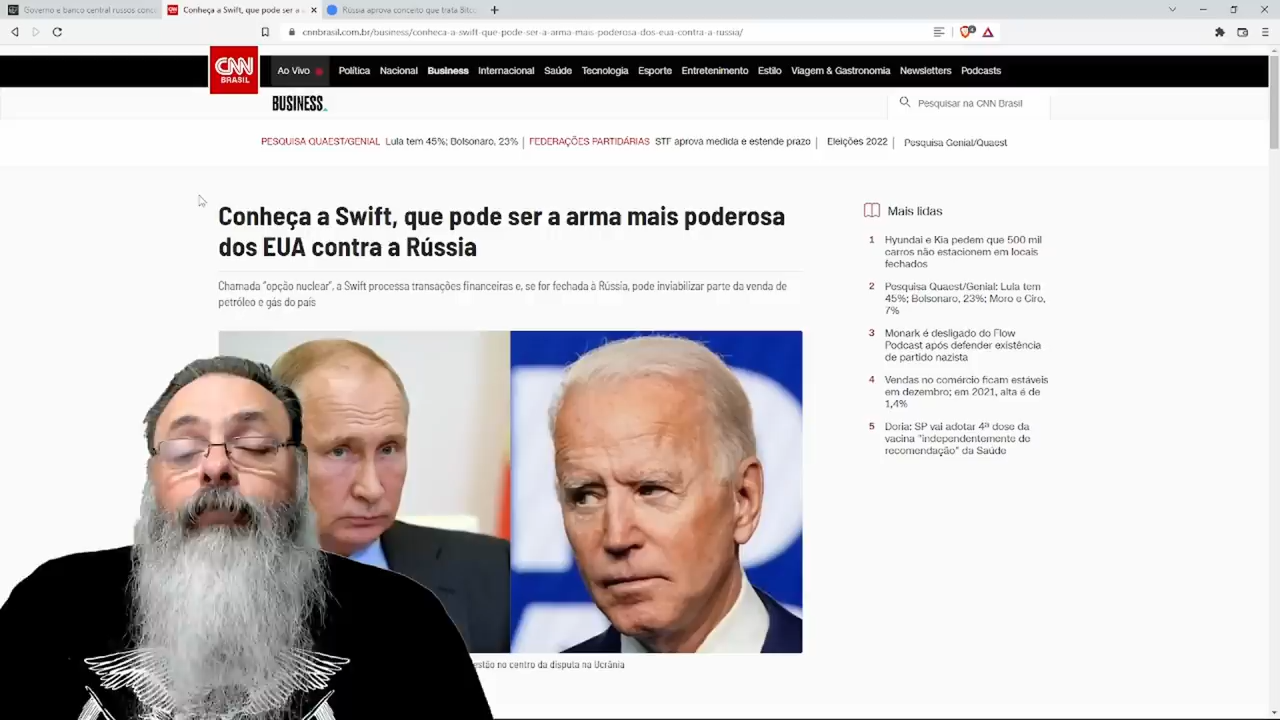 Governo e banco central russos conc
Conheça a Swift, que pode ser a a
Rússia aprova conceito que trata Bitc
cnnbrasil.com.br/business/conheca-a-swift-que-pode-ser-a-arma-mais-poderosa-dos-eua-contra-a-russia/
CNN
BRASIL
Ao Vivo
Política Nacional Business Internacional Saúde Tecnologia Esporte Entretenimento Estilo Viagem & Gastronomia Newsletters Podcasts
BUSINESS
Pesquisar na CNN Brasil
PESQUISA QUAEST/GENIAL Lula tem 45%; Bolsonaro, 23% | FEDERAÇÕES PARTIDÁRIAS STF aprova medida e estende prazo | Eleições 2022 | Pesquisa Genial/Quaest
Conheça a Swift, que pode ser a arma mais poderosa
dos EUA contra a Rússia
Chamada "opção nuclear", a Swift processa transações financeiras e, se for fechada à Rússia, pode inviabilizar parte da venda de
petróleo e gás do país
estão no centro da disputa na Ucrânia
Mais lidas
1 Hyundai e Kia pedem que 500 mil
carros não estacionem em locais
fechados
2 Pesquisa Quaest/Genial: Lula tem
45%; Bolsonaro, 23%; Moro e Ciro,
7%
3 Monark é desligado do Flow
Podcast após defender existência
de partido nazista
4 Vendas no comércio ficam estáveis
em dezembro; em 2021, alta é de
1,4%
5 Doria: SP vai adotar 4ª dose da
vacina "independentemente de
recomendação" da Saúde